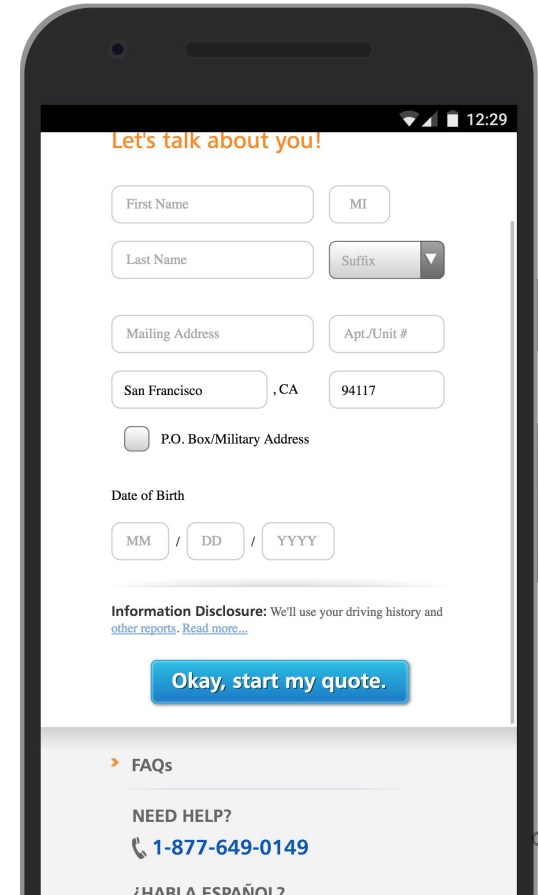 12:29
Let's talk about you!
First Name
MI
Last Name
Suffix
Mailing Address
Apt./Unit #
San Francisco
, CA
94117
P.O. Box/Military Address
Date of Birth
MM / DD / YYYY
Information Disclosure: We'll use your driving history and
other reports. Read more...
Okay, start my quote.
FAQs
NEED HELP?
1-877-649-0149
¿HABLA ESPAÑOL?